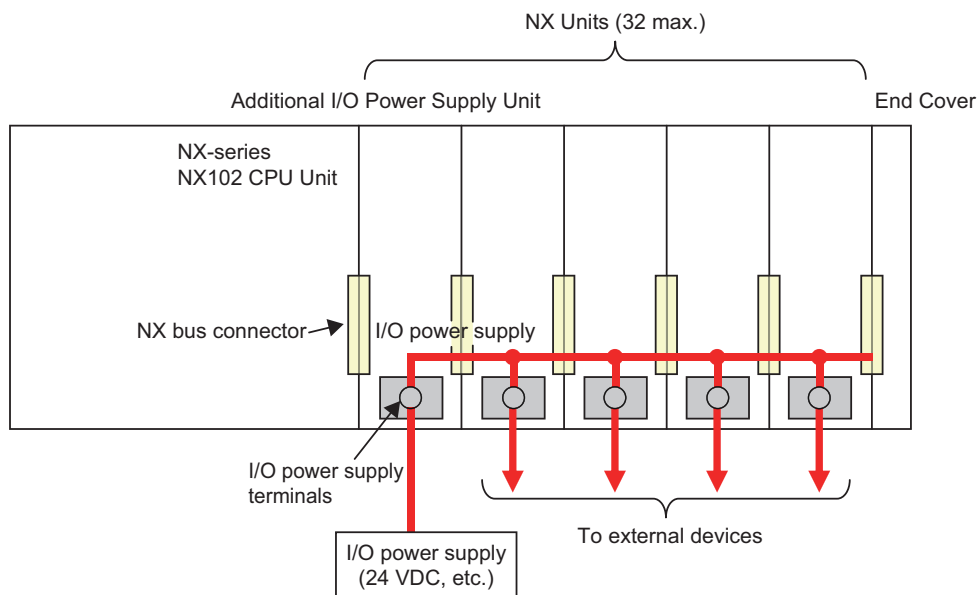 NX Units (32 max.)
Additional I/O Power Supply Unit
End Cover
NX-series
NX102 CPU Unit
NX bus connector
I/O power supply
I/O power supply
terminals
To external devices
I/O power supply
(24 VDC, etc.)